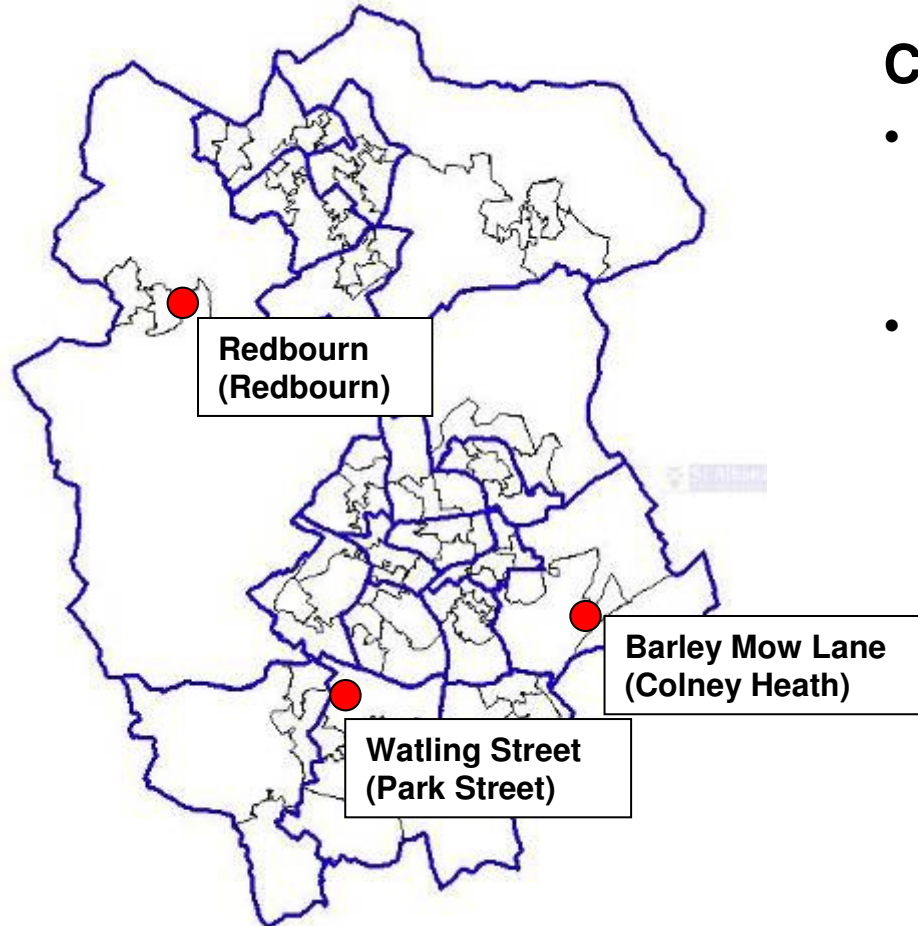 C
•
•
Redbourn
(Redbourn)
Barley Mow Lane
(Colney Heath)
Watling Street
(Park Street)